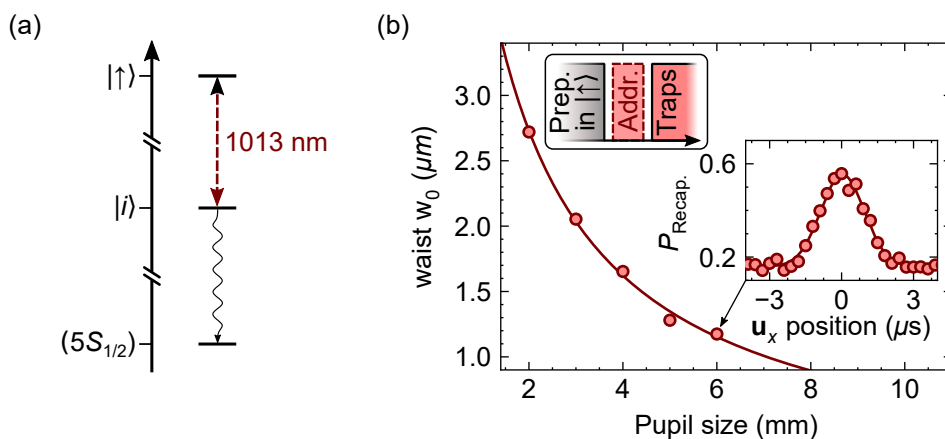 (a)
|↑⟩
1013 nm
|i⟩
(5S1/2)
(b)
waist w0 (μm)
3.0
2.5
2.0
1.5
1.0
2
4
6
8
10
Pupil size (mm)
Prep.
in |↑⟩
Addr.
Traps
PRecap.
0.6
0.2
−3
0
3
ux position (μs)